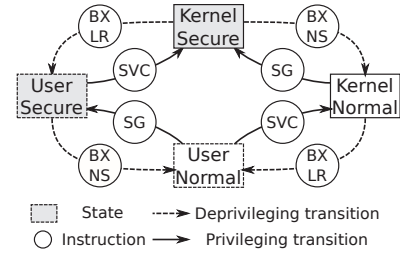 Kernel
Secure
BX
LR
BX
NS
SVC
SG
User
Secure
Kernel
Normal
SG
SVC
BX
NS
User
Normal
BX
LR
State
Deprivileging transition
Instruction
Privileging transition